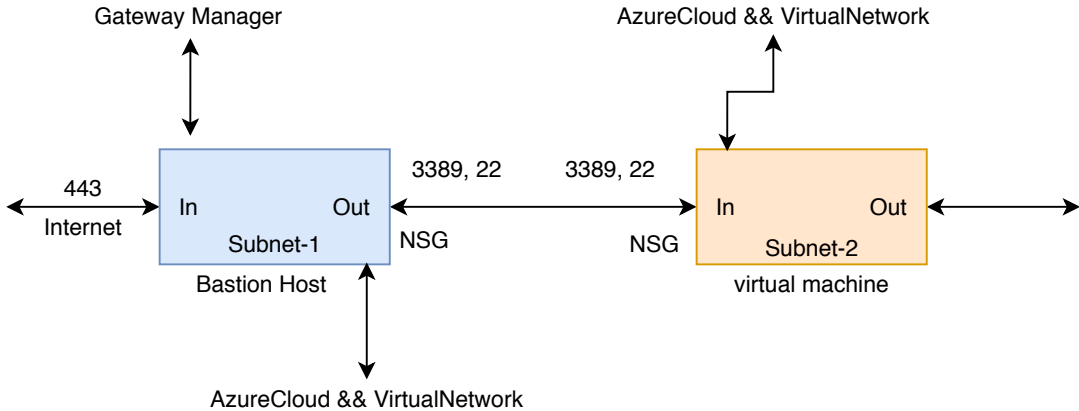 Gateway Manager
AzureCloud && VirtualNetwork
443
Internet
In
Out
Subnet-1
Bastion Host
3389, 22
NSG
3389, 22
NSG
In
Out
Subnet-2
virtual machine
AzureCloud && VirtualNetwork